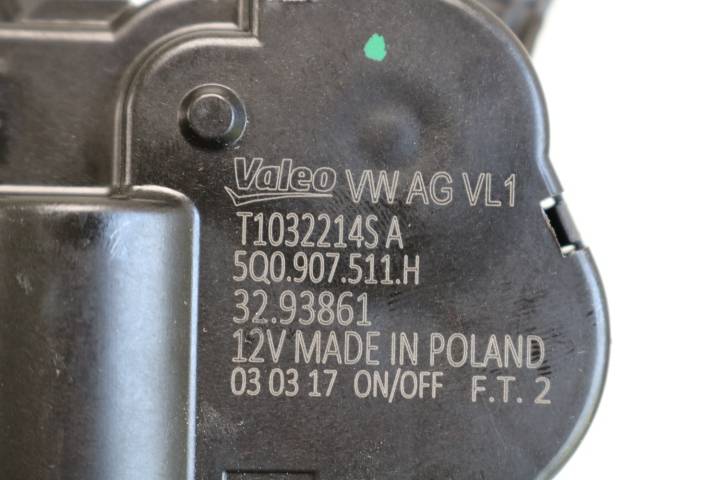 Valeo VW AG VL1
T1032214S A
5Q0.907.511.H
32.93861
12V MADE IN POLAND
03 03 17 ON/OFF F.T. 2